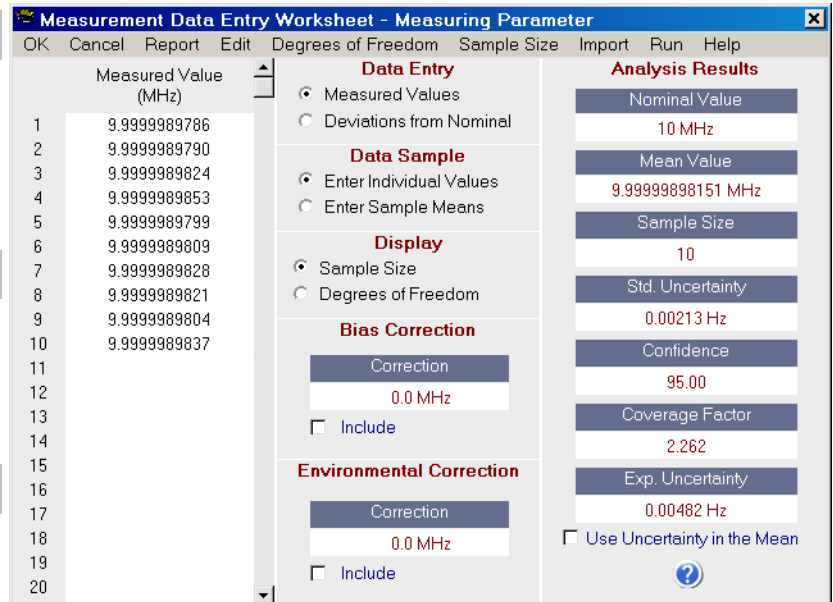 Measurement Data Entry Worksheet - Measuring Parameter
OK Cancel Report Edit Degrees of Freedom Sample Size Import Run Help
Measured Value
(MHz)
1 9.9999989786
2 9.9999989790
3 9.9999989824
4 9.9999989853
5 9.9999989799
6 9.9999989809
7 9.9999989828
8 9.9999989821
9 9.9999989804
10 9.9999989837
11
12
13
14
15
16
17
18
19
20
Data Entry
Measured Values
Deviations from Nominal
Data Sample
Enter Individual Values
Enter Sample Means
Display
Sample Size
Degrees of Freedom
Bias Correction
Correction
0.0 MHz
Include
Environmental Correction
Correction
0.0 MHz
Include
Analysis Results
Nominal Value
10 MHz
Mean Value
9.99999898151 MHz
Sample Size
10
Std. Uncertainty
0.00213 Hz
Confidence
95.00
Coverage Factor
2.262
Exp. Uncertainty
0.00482 Hz
Use Uncertainty in the Mean
?